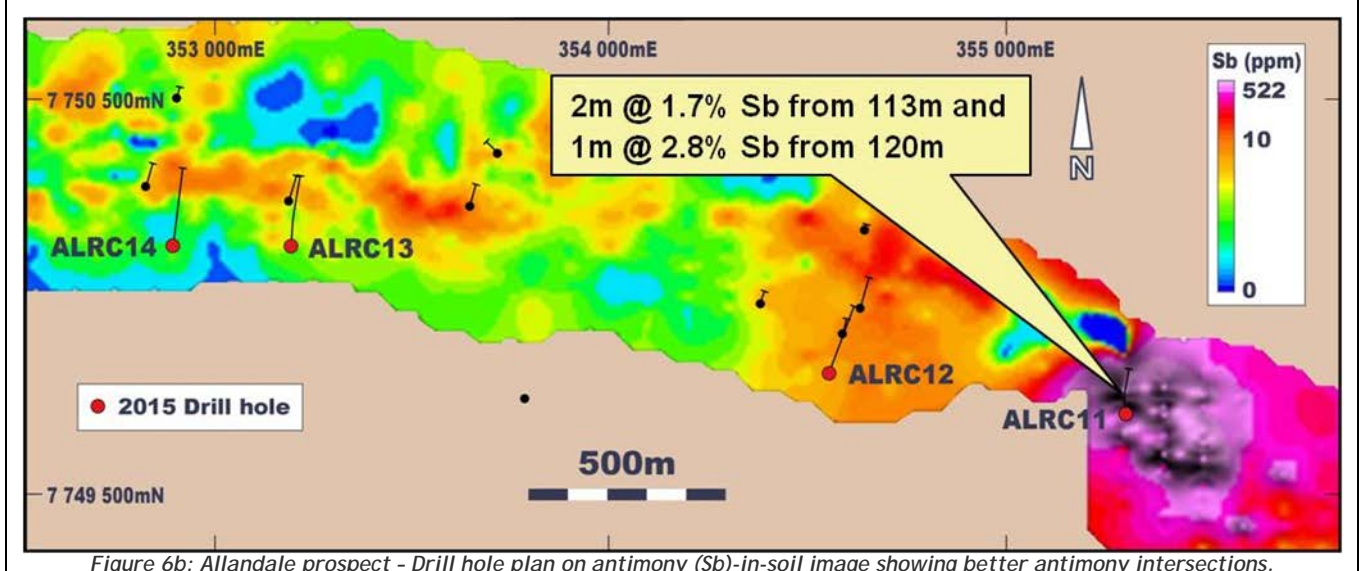 353 000mE
354 000mE
355 000mE
Sb (ppm)
522
10
0
7 750 500mN
2m @ 1.7% Sb from 113m and
1m @ 2.8% Sb from 120m
N
ALRC14
ALRC13
ALRC12
ALRC11
2015 Drill hole
500m
7 749 500mN
Figure 6b: Allandale prospect – Drill hole plan on antimony (Sb)-in-soil image showing better antimony intersections.